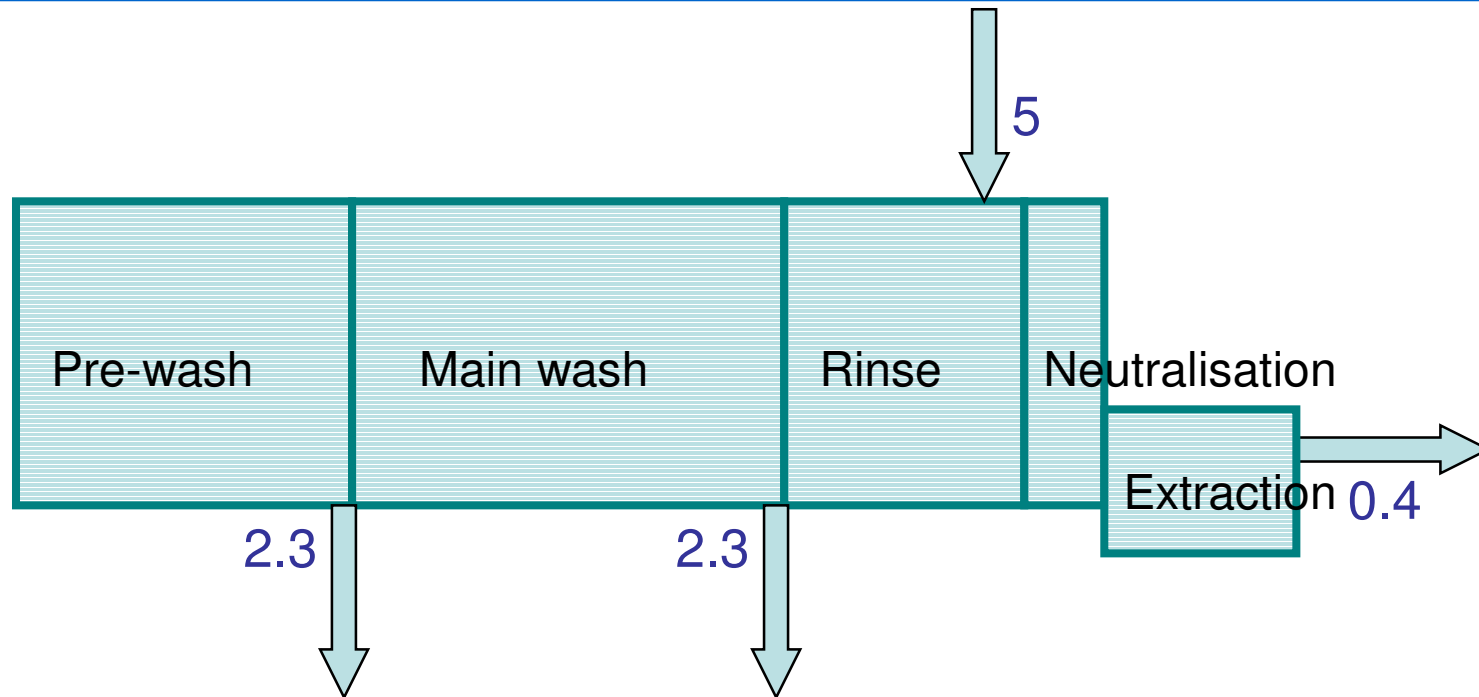 5
Pre-wash
Main wash
Rinse
Neutralisation
Extraction
0.4
2.3
2.3